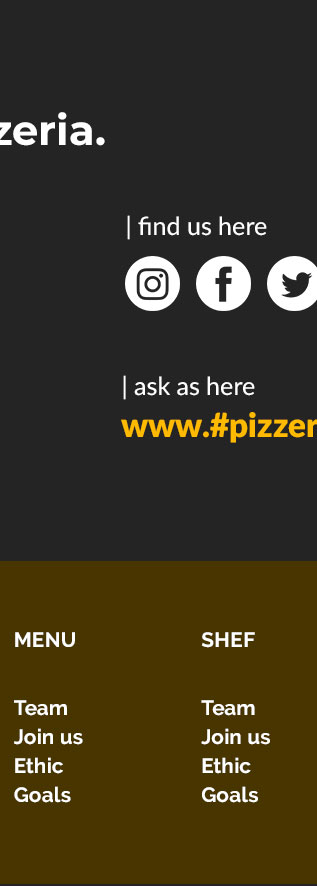 zeria.
| find us here
| ask as here
www.#pizzer
MENU
Team
Join us
Ethic
Goals
SHEF
Team
Join us
Ethic
Goals